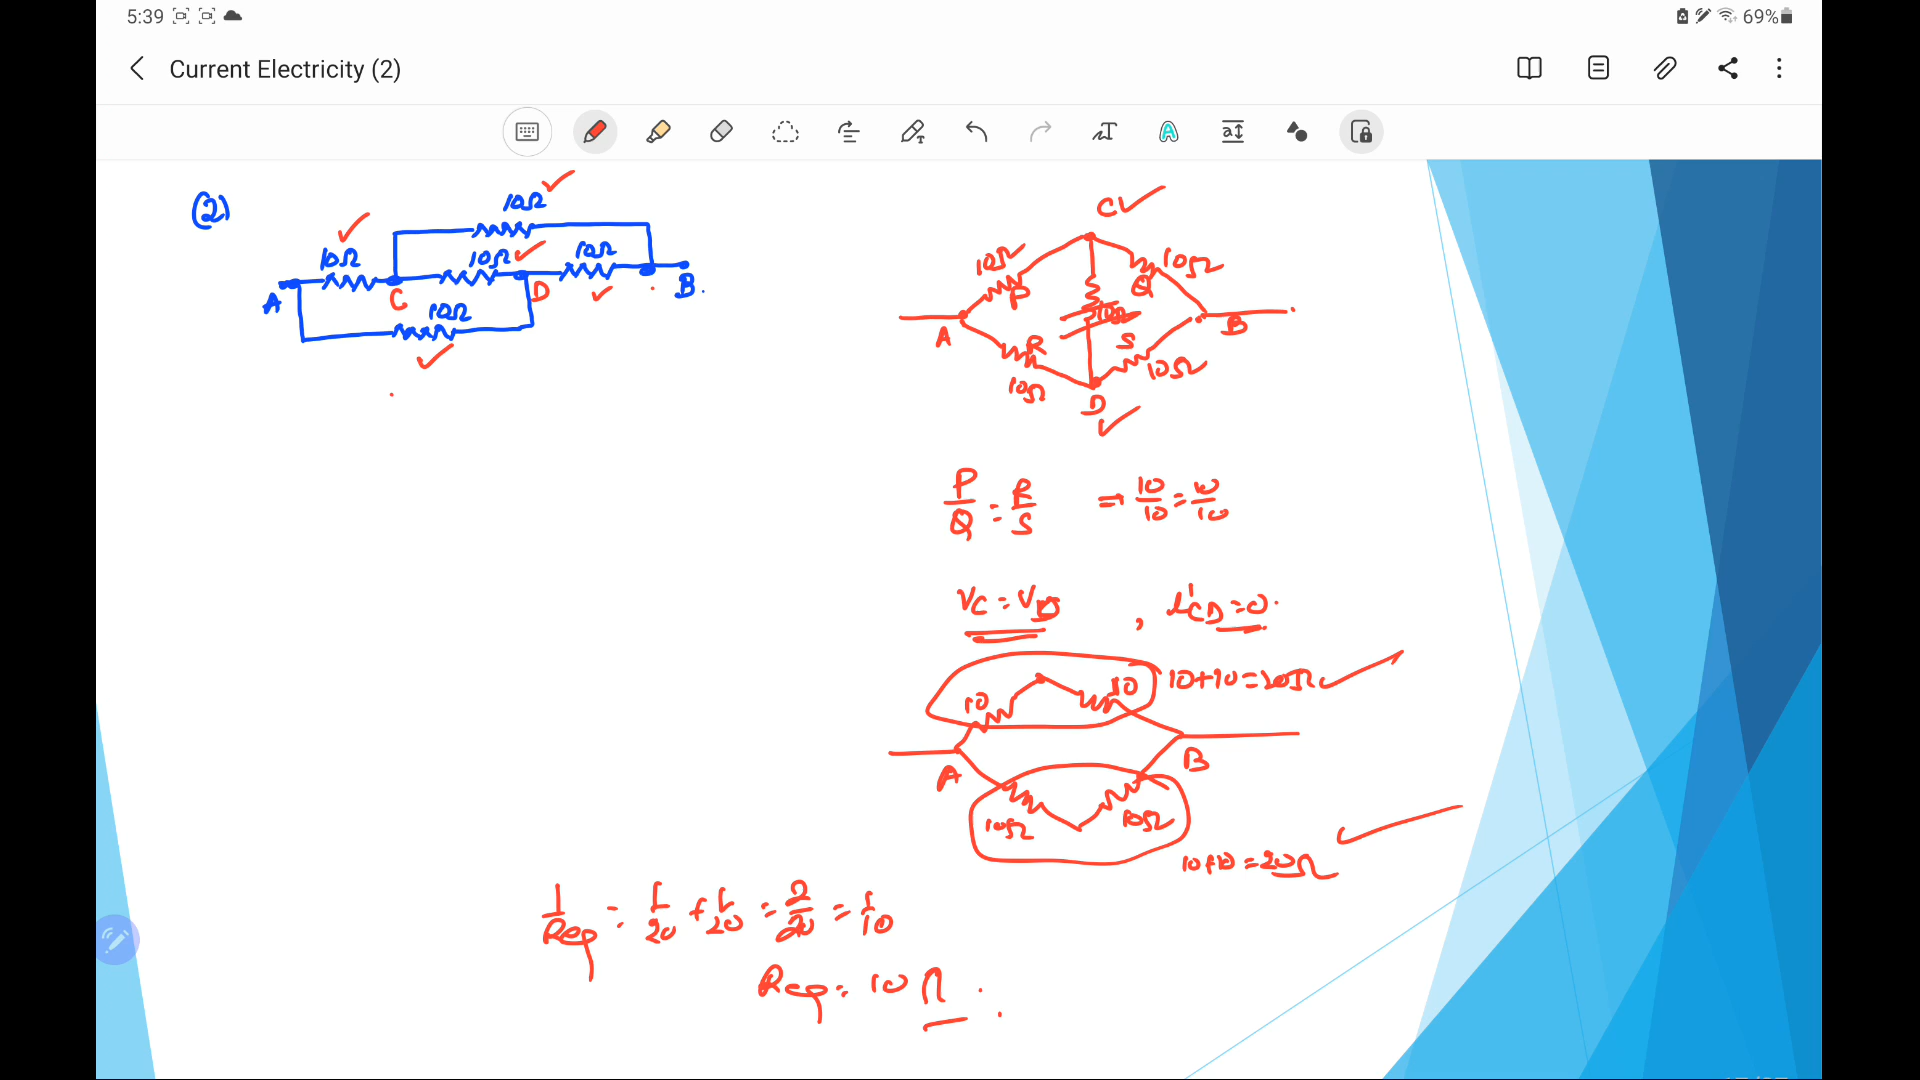 5:39
69%
Current Electricity (2)
(2)
10Ω
10Ω 10Ω 10Ω
A C D B
10Ω
C
10Ω P Q 10Ω
10Ω
A B
R S
10Ω 10Ω
D
P/Q = R/S ⇒ 10/10 = 10/10
V_C = V_D , i_CD = 0
10 10 10+10=20Ω
A B
10Ω 10Ω
10+10=20Ω
1/Req = 1/20 + 1/20 = 2/20 = 1/10
Req = 10Ω